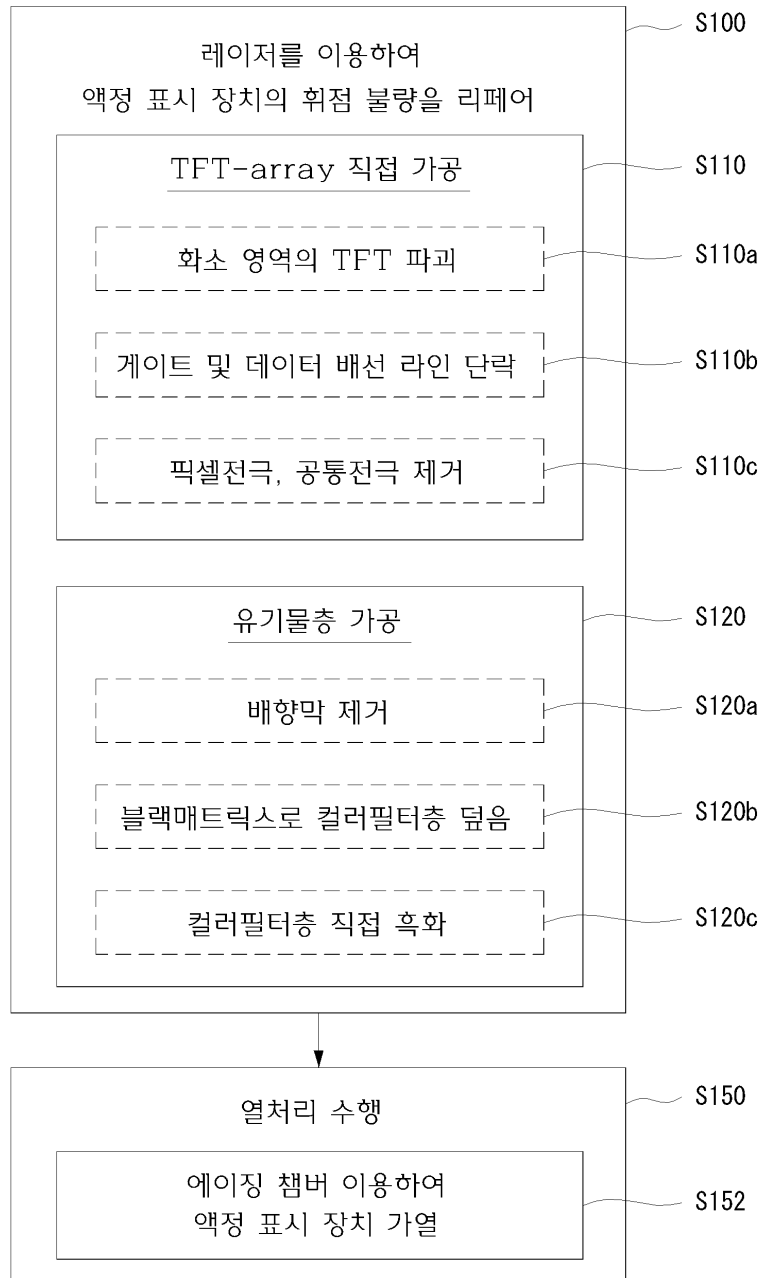 S100
레이저를 이용하여
액정 표시 장치의 휘점 불량을 리페어
TFT-array 직접 가공
S110
화소 영역의 TFT 파괴
S110a
게이트 및 데이터 배선 라인 단락
S110b
픽셀전극, 공통전극 제거
S110c
유기물층 가공
S120
배향막 제거
S120a
블랙매트릭스로 컬러필터층 덮음
S120b
컬러필터층 직접 흑화
S120c
열처리 수행
S150
에이징 챔버 이용하여
액정 표시 장치 가열
S152